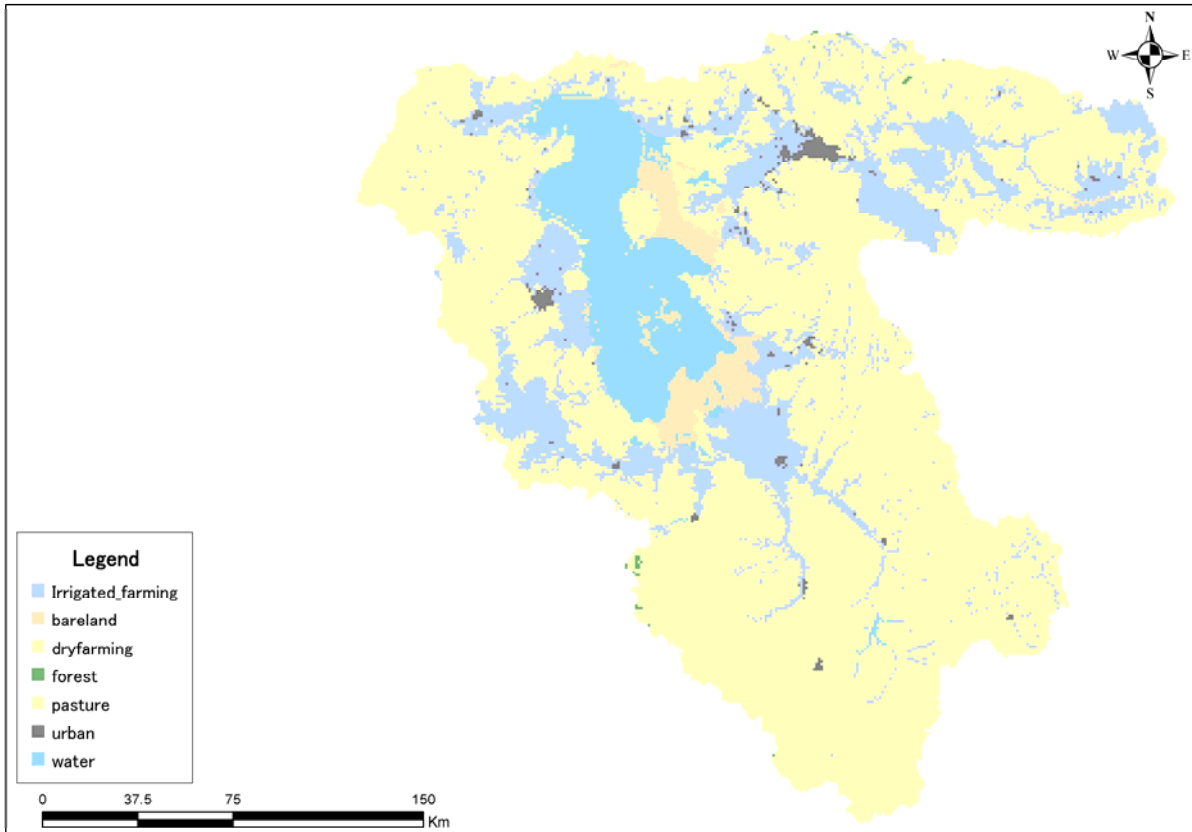 N
W E
S
Legend
Irrigated_farming
bareland
dryfarming
forest
pasture
urban
water
0 37.5 75 150
Km